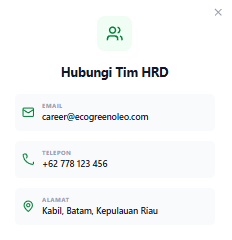 Hubungi Tim HRD
EMAIL
career@ecogreenoleo.com
TELEPON
+62 778 123 456
ALAMAT
Kabil, Batam, Kepulauan Riau